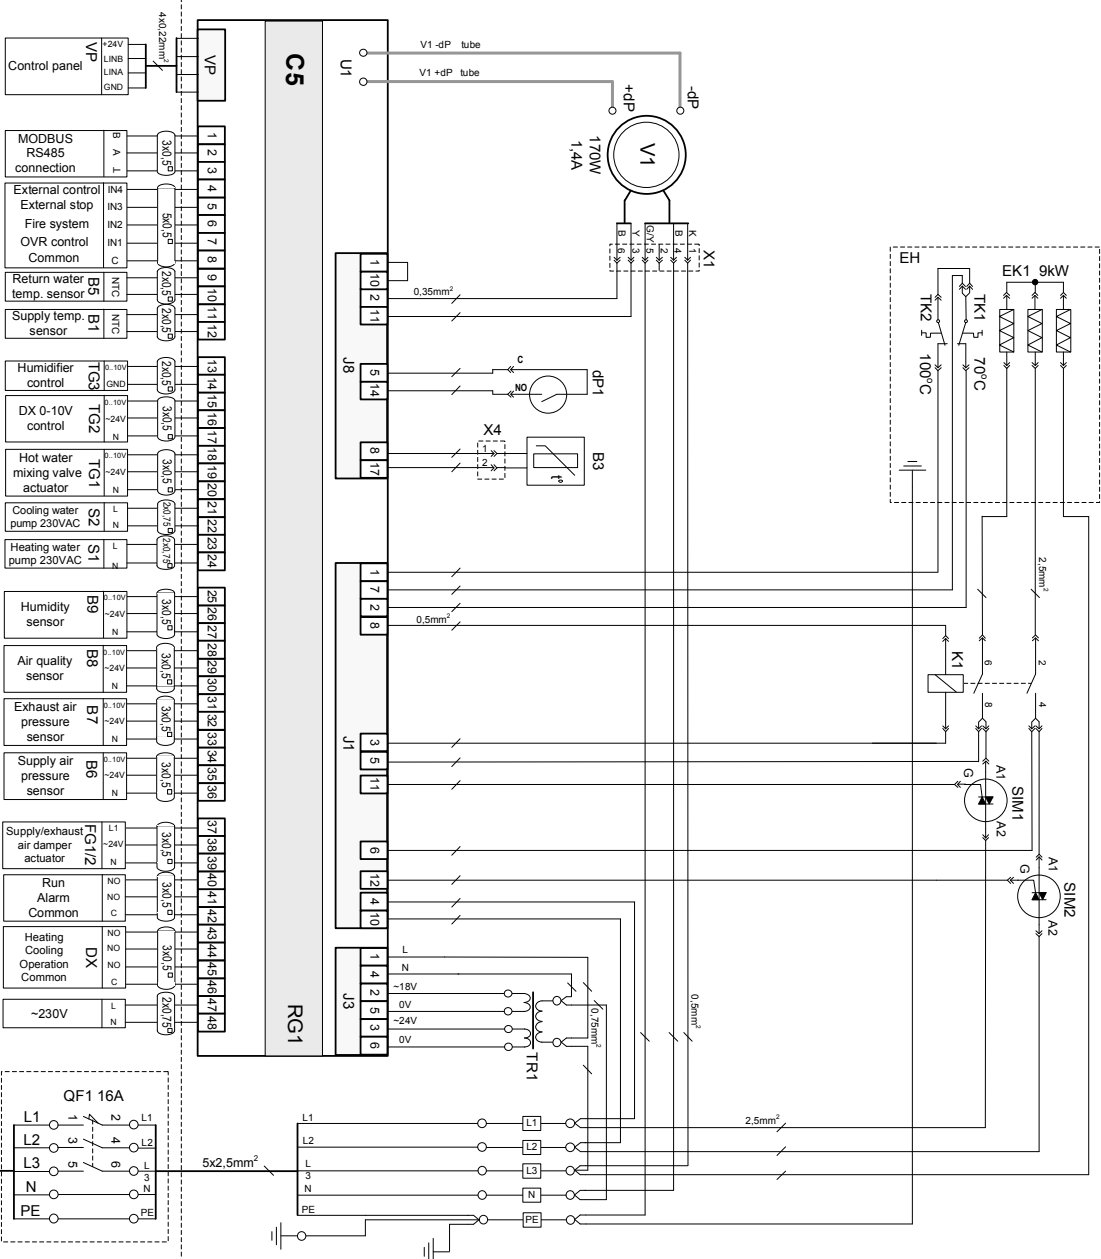 4x0,22mm²
Control panel
VP
+24V
LINB
LINA
GND
VP
C5
U1
V1 -dP tube
V1 +dP tube
+dP
-dP
V1
170W
1,4A
MODBUS
RS485
connection
B
A
⊥
3x0,5
1
2
3
External control
External stop
Fire system
OVR control
Common
IN4
IN3
IN2
IN1
C
5x0,5
4
5
6
7
8
Return water
temp. sensor
B5
NTC
2x0,5
9
10
Supply temp.
sensor
B1
NTC
2x0,5
11
12
Humidifier
control
TG3
0..10V
GND
2x0,5
13
14
DX 0-10V
control
TG2
0..10V
~24V
N
3x0,5
15
16
17
Hot water
mixing valve
actuator
TG1
0..10V
~24V
N
3x0,5
18
19
20
Cooling water
pump 230VAC
S2
L
N
2x0,75
21
22
Heating water
pump 230VAC
S1
L
N
2x0,75
23
24
Humidity
sensor
B9
0..10V
~24V
N
3x0,5
25
26
27
Air quality
sensor
B8
0..10V
~24V
N
3x0,5
28
29
30
Exhaust air
pressure
sensor
B7
0..10V
~24V
N
3x0,5
31
32
33
Supply air
pressure
sensor
B6
0..10V
~24V
N
3x0,5
34
35
36
Supply/exhaust
air damper
actuator
FG1/2
L1
~24V
N
3x0,5
37
38
39
Run
Alarm
Common
NO
NO
C
3x0,5
40
41
42
Heating
Cooling
Operation
Common
DX
NO
NO
NO
C
3x0,5
43
44
45
46
~230V
L
N
2x0,75
47
48
RG1
J8
1
10
2
11
5
14
8
17
0,35mm²
B
Y
G/Y
B
K
6
3
5
2
4
1
X1
C
NO
dP1
X4
1
2
B3
t°
EH
TK2
TK1
100°C
70°C
EK1 9kW
2,5mm²
J1
1
7
2
8
3
5
11
6
12
4
10
0,5mm²
K1
6
8
2
4
A1
G
SIM1
A2
A1
G
SIM2
A2
J3
1
4
2
5
3
6
L
N
~18V
0V
~24V
0V
TR1
0,75mm²
0,5mm²
QF1 16A
L1
1
2
L1
L2
3
4
L2
L3
5
6
L
3
N
N
PE
PE
5x2,5mm²
L1
L2
L
3
N
PE
L1
L2
L3
N
PE
2,5mm²